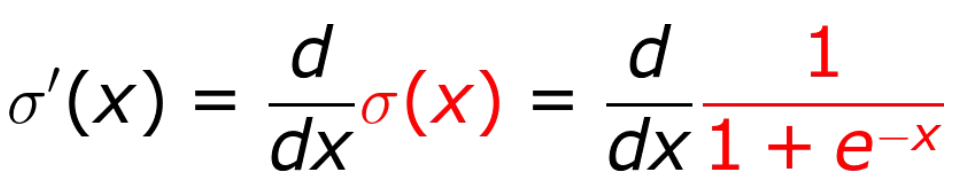 σ′(x) = d/dx σ(x) = d/dx 1/(1 + e^{−x})